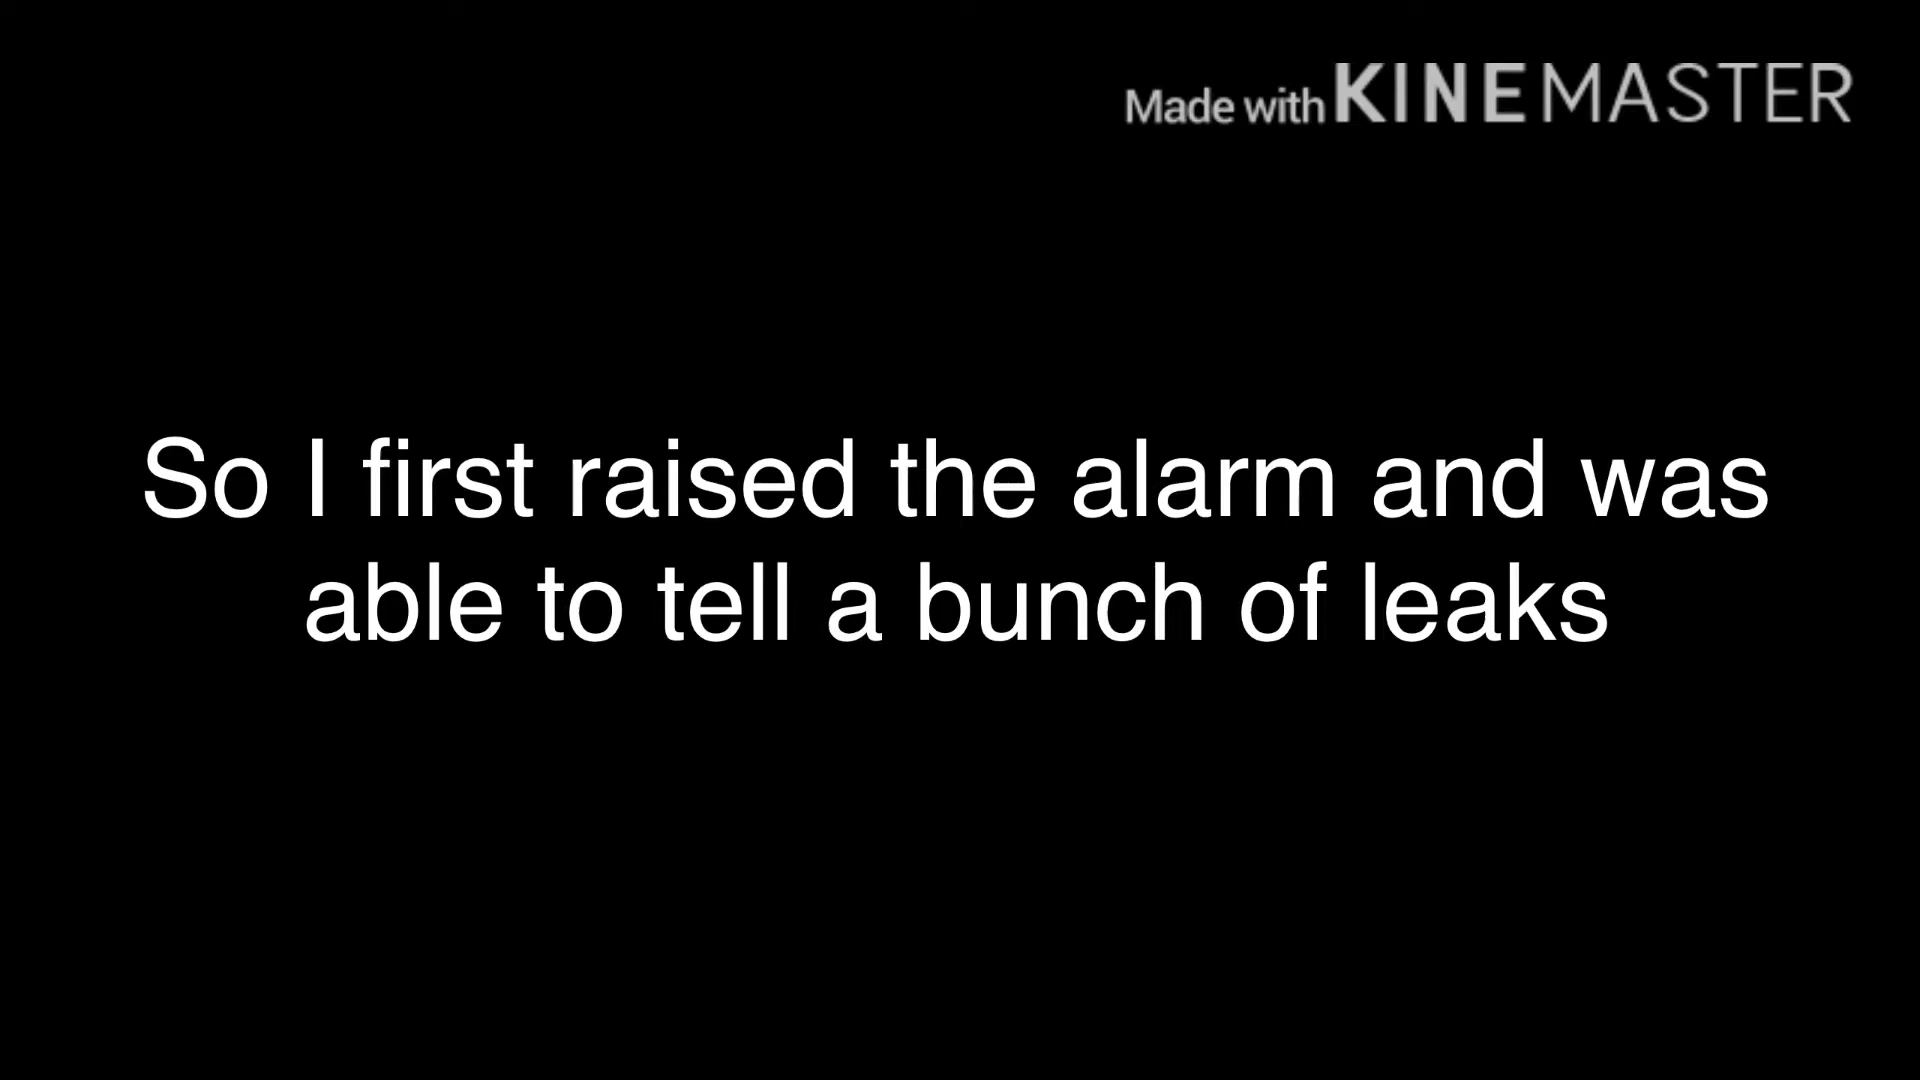 Made with KINEMASTER
So I first raised the alarm and was
able to tell a bunch of leaks